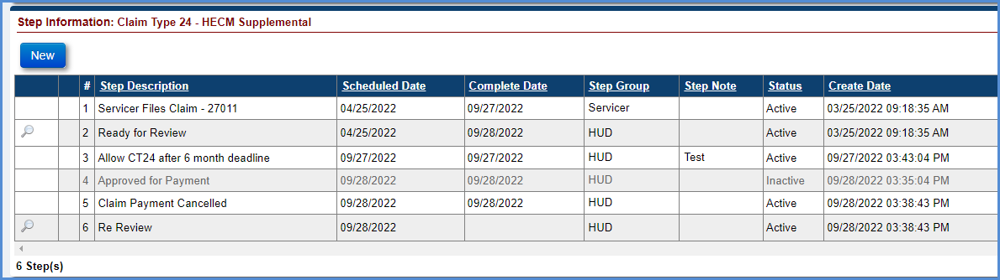 Step Information: Claim Type 24 - HECM Supplemental
New
# Step Description Scheduled Date Complete Date Step Group Step Note Status Create Date
1 Servicer Files Claim - 27011 04/25/2022 09/27/2022 Servicer Active 03/25/2022 09:18:35 AM
2 Ready for Review 04/25/2022 09/28/2022 HUD Active 03/25/2022 09:18:35 AM
3 Allow CT24 after 6 month deadline 09/27/2022 09/27/2022 HUD Test Active 09/27/2022 03:43:04 PM
4 Approved for Payment 09/28/2022 09/28/2022 HUD Inactive 09/28/2022 03:35:04 PM
5 Claim Payment Cancelled 09/28/2022 09/28/2022 HUD Active 09/28/2022 03:38:43 PM
6 Re Review 09/28/2022 HUD Active 09/28/2022 03:38:43 PM
6 Step(s)